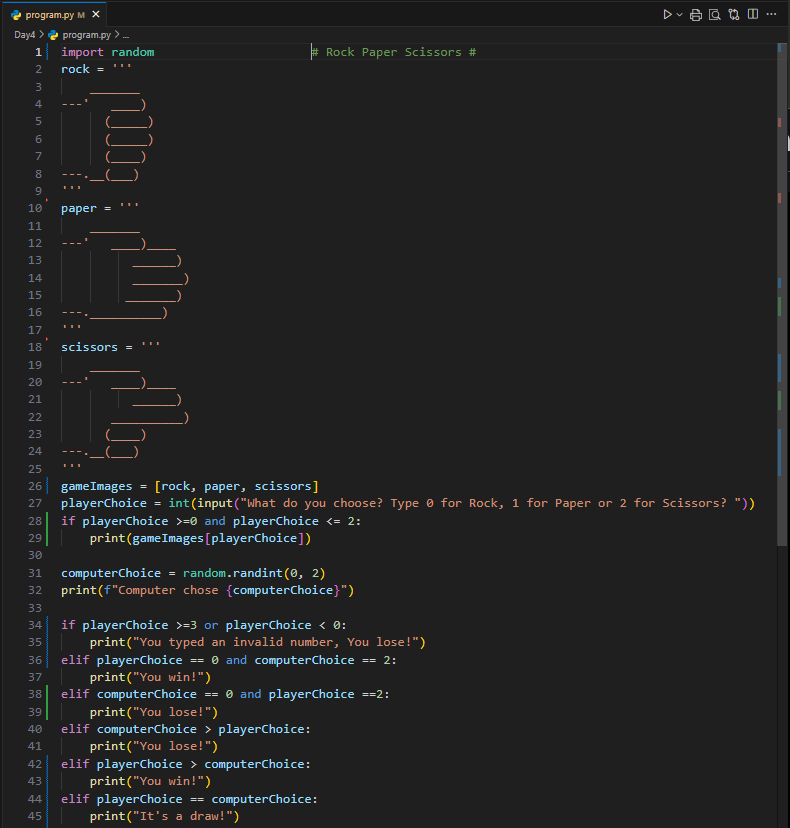 program.py M ×
Day4 > program.py > ...
1 import random # Rock Paper Scissors #
2 rock = '''
3     _______
4 ---'   ____)
5       (_____)
6       (_____)
7       (____)
8 ---.__(___)
9 '''
10 paper = '''
11     _______
12 ---'   ____)____
13           ______)
14           _______)
15          _______)
16 ---.__________)
17 '''
18 scissors = '''
19     _______
20 ---'   ____)____
21           ______)
22        __________)
23       (____)
24 ---.__(___)
25 '''
26 gameImages = [rock, paper, scissors]
27 playerChoice = int(input("What do you choose? Type 0 for Rock, 1 for Paper or 2 for Scissors? "))
28 if playerChoice >=0 and playerChoice <= 2:
29     print(gameImages[playerChoice])
30
31 computerChoice = random.randint(0, 2)
32 print(f"Computer chose {computerChoice}")
33
34 if playerChoice >=3 or playerChoice < 0:
35     print("You typed an invalid number, You lose!")
36 elif playerChoice == 0 and computerChoice == 2:
37     print("You win!")
38 elif computerChoice == 0 and playerChoice ==2:
39     print("You lose!")
40 elif computerChoice > playerChoice:
41     print("You lose!")
42 elif playerChoice > computerChoice:
43     print("You win!")
44 elif playerChoice == computerChoice:
45     print("It's a draw!")